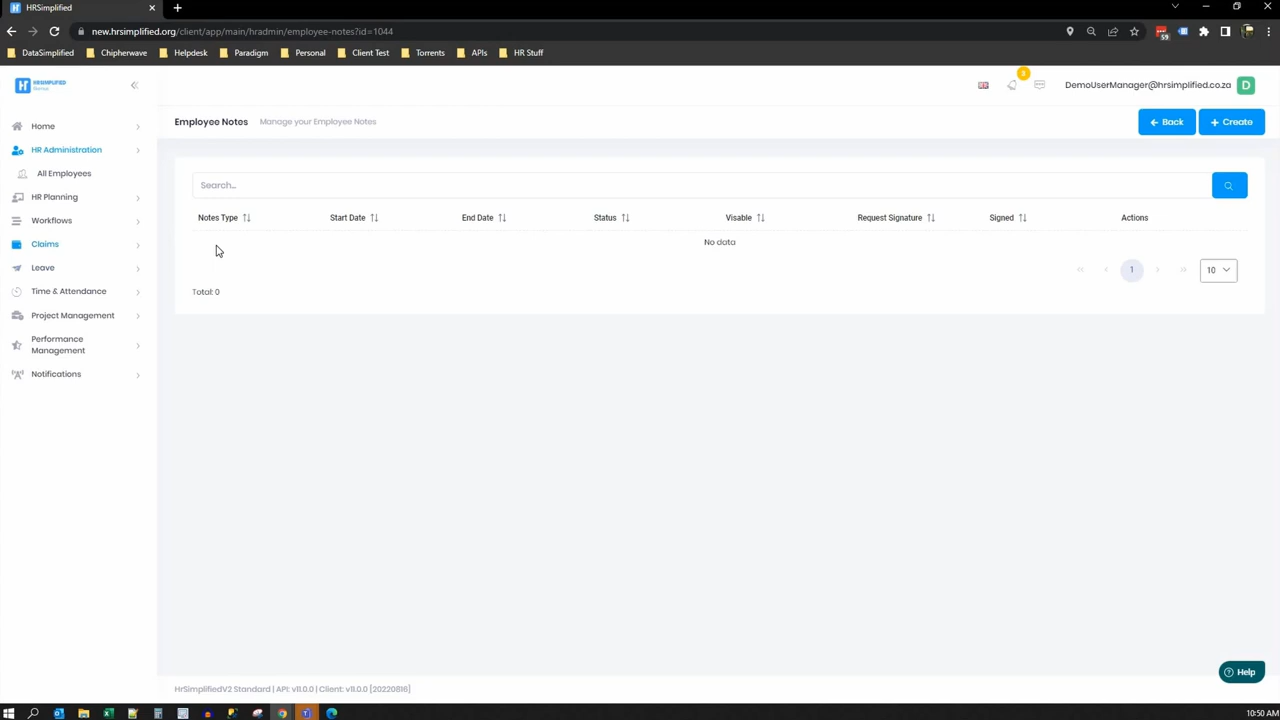 HRSimplified
new.hrsimplified.org/client/app/main/hradmin/employee-notes?id=1044
59
DataSimplified Chipherwave Helpdesk Paradigm Personal Client Test Torrents APIs HR Stuff
HRSIMPLIFIED
3
DemoUserManager@hrsimplified.co.za D
Home
HR Administration
All Employees
HR Planning
Workflows
Claims
Leave
Time & Attendance
Project Management
Performance
Management
Notifications
Employee Notes Manage your Employee Notes
Back
Create
Search...
Notes Type Start Date End Date Status Visable Request Signature Signed Actions
No data
1
10
Total: 0
Help
HrSimplifiedV2 Standard | API: v11.0.0 | Client: v11.0.0 [20220816]
10:50 AM